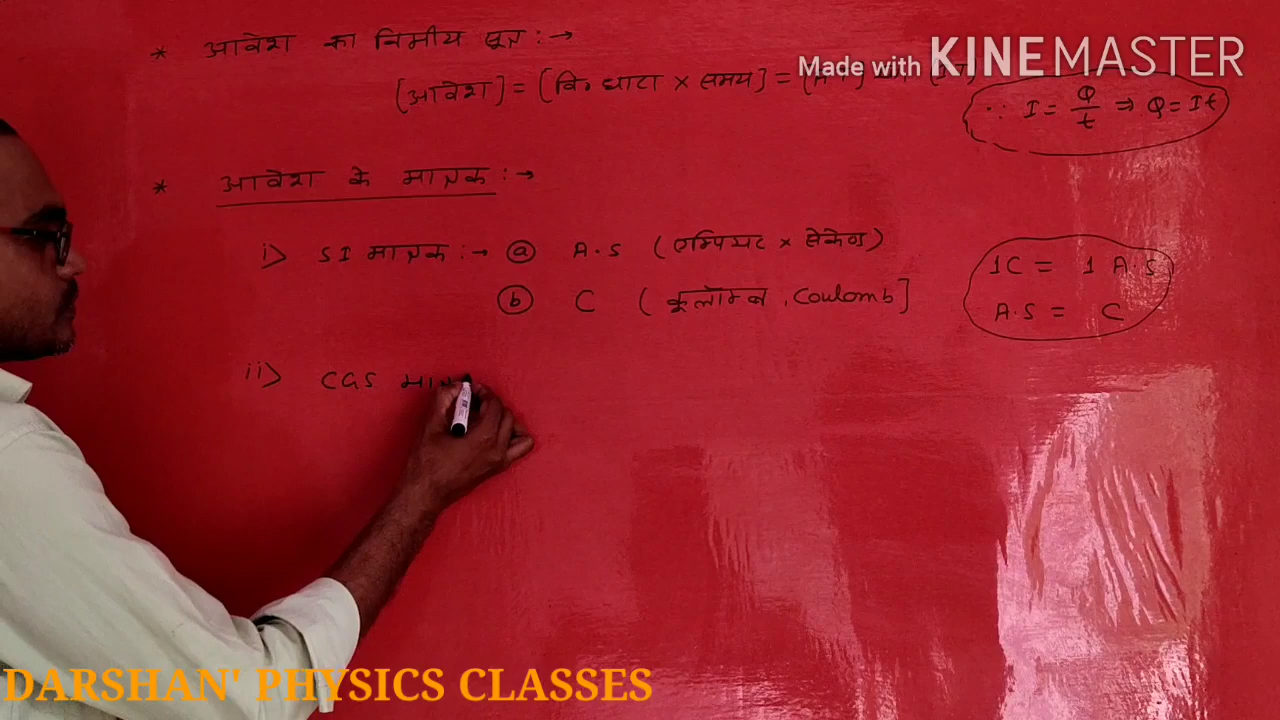 * आवेश का विमीय सूत्र :→
Made with KINEMASTER
[आवेश] = [वि॰ धारा × समय] =
∵ I = Q/t ⇒ Q = It
* आवेश के मात्रक :→
i) SI मात्रक :→ ⓐ A.S (एम्पियर × सेकेण्ड)
ⓑ C ( कूलॉम्ब , Coulomb]
1C = 1 A.S
A.S = C
ii) CGS
DARSHAN' PHYSICS CLASSES